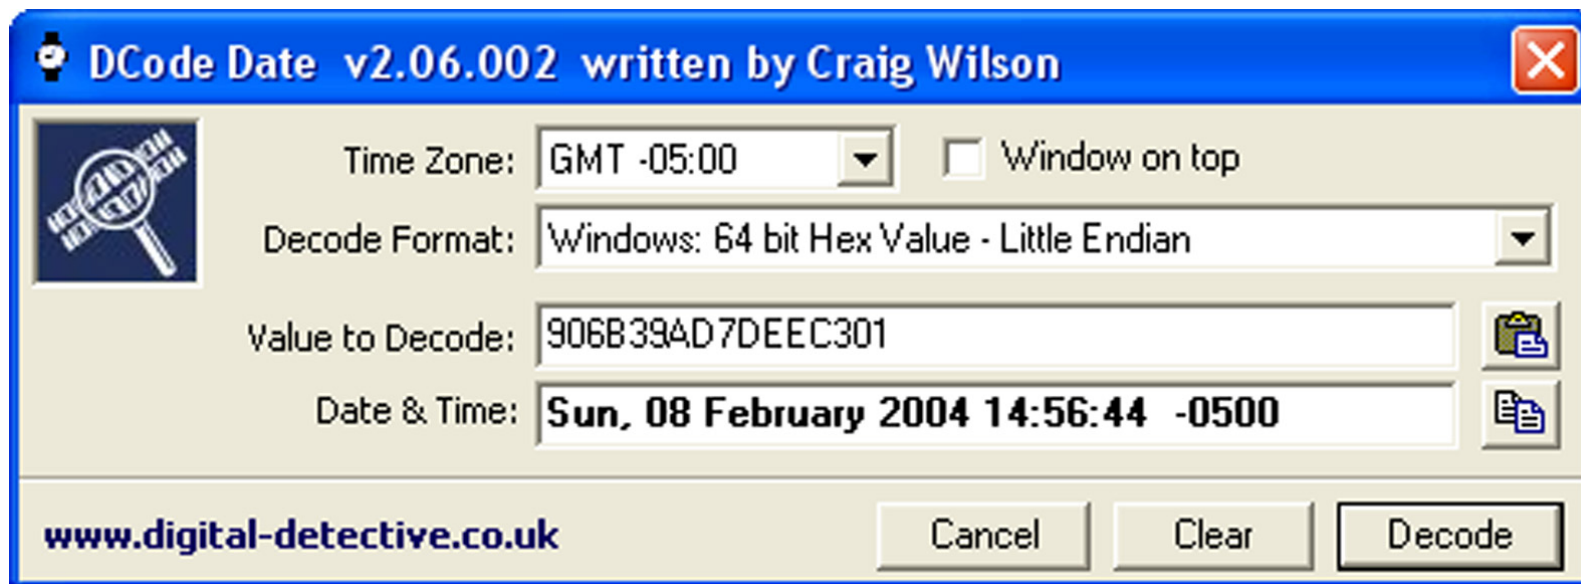 DCode Date v2.06.002 written by Craig Wilson
Time Zone: GMT -05:00 Window on top
Decode Format: Windows: 64 bit Hex Value - Little Endian
Value to Decode: 906B39AD7DEEC301
Date & Time: Sun, 08 February 2004 14:56:44 -0500
www.digital-detective.co.uk Cancel Clear Decode